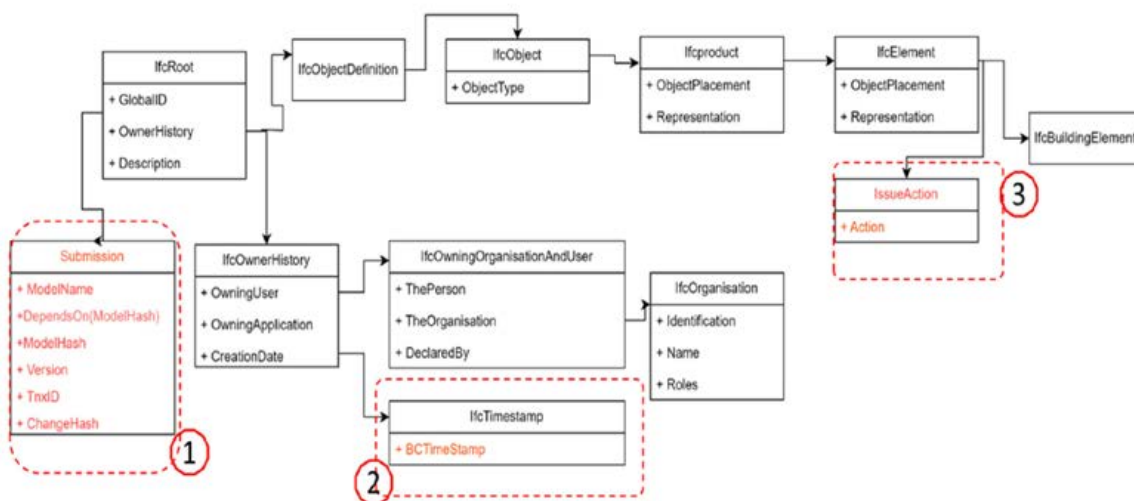 IfcRoot
+ GlobalID
+ OwnerHistory
+ Description
IfcObjectDefinition
IfcObject
+ ObjectType
Ifcproduct
+ ObjectPlacement
+ Representation
IfcElement
+ ObjectPlacement
+ Representation
IfcBuildingElement
IssueAction
+ Action
3
Submission
+ ModelName
+DependsOn(ModelHash)
+ModelHash
+ Version
+ TnxID
+ ChangeHash
1
IfcOwnerHistory
+ OwningUser
+ OwningApplication
+ CreationDate
IfcOwningOrganisationAndUser
+ ThePerson
+ TheOrganisation
+ DeclaredBy
IfcOrganisation
+ Identification
+ Name
+ Roles
IfcTimestamp
+ BCTimeStamp
2